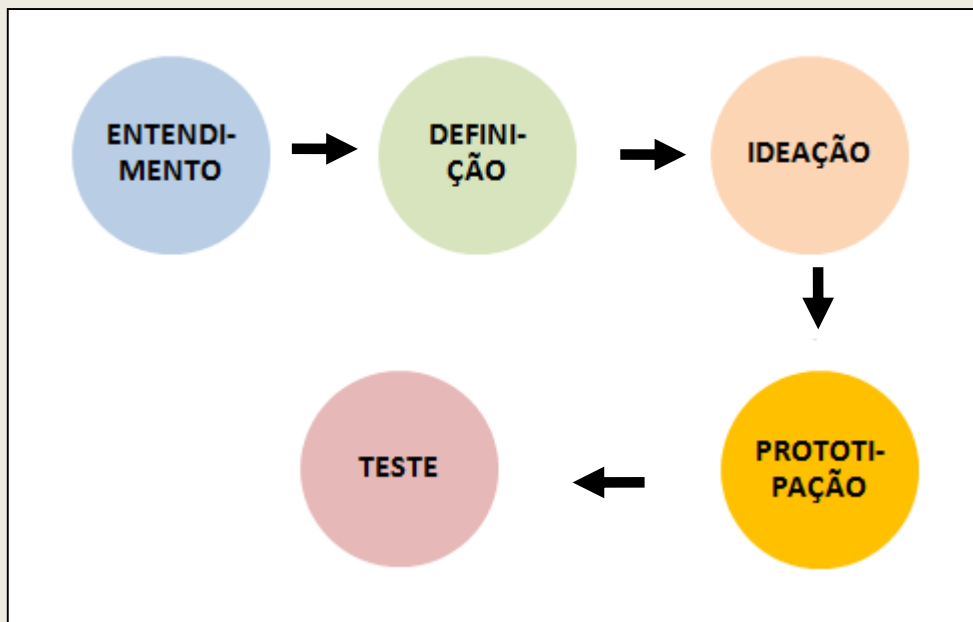 ENTENDI-
MENTO
DEFINI-
ÇÃO
IDEAÇÃO
PROTOTI-
PAÇÃO
TESTE